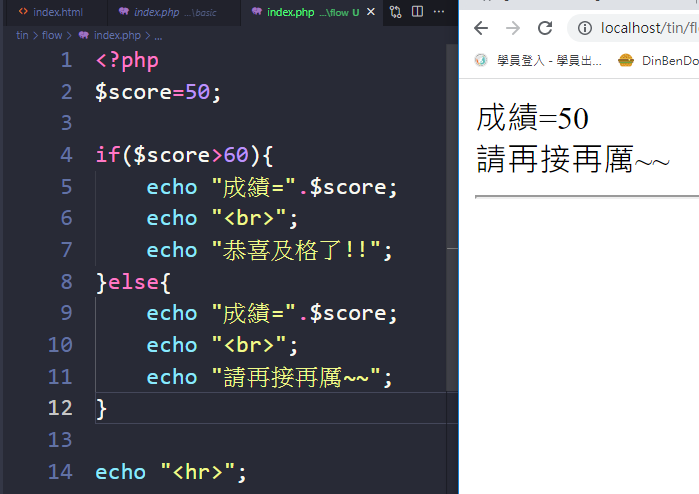 index.html index.php ...\basic index.php ...\flow U
tin > flow > index.php > ...
1 <?php
2 $score=50;
3
4 if($score>60){
5 echo "成績=".$score;
6 echo "<br>";
7 echo "恭喜及格了!!";
8 }else{
9 echo "成績=".$score;
10 echo "<br>";
11 echo "請再接再厲~~";
12 }
13
14 echo "<hr>";
localhost/tin/fl
學員登入 - 學員出...
DinBenDo
成績=50
請再接再厲~~